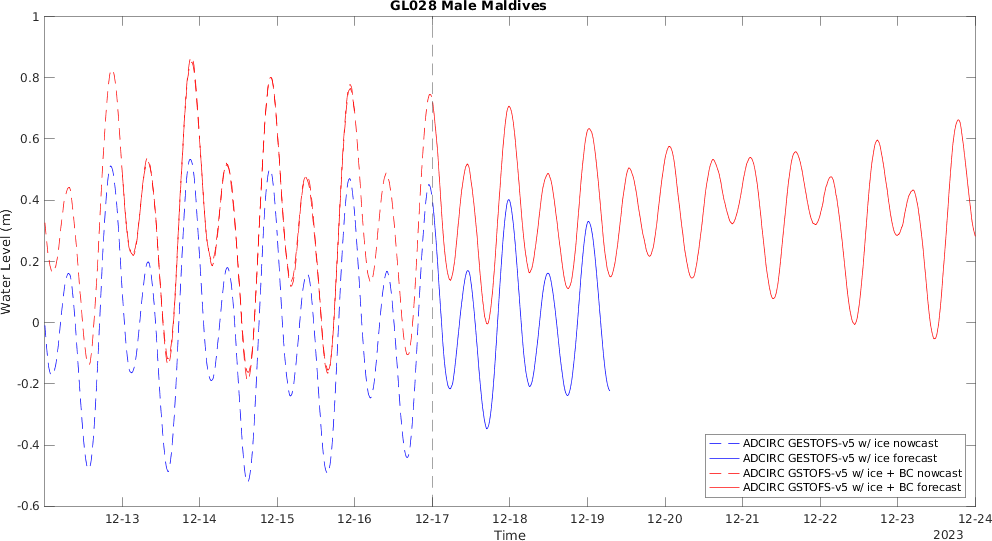 GL028 Male Maldives
1
0.8
0.6
0.4
0.2
0
-0.2
-0.4
-0.6
Water Level (m)
ADCIRC GESTOFS-v5 w/ ice nowcast
ADCIRC GESTOFS-v5 w/ ice forecast
ADCIRC GSTOFS-v5 w/ ice + BC nowcast
ADCIRC GSTOFS-v5 w/ ice + BC forecast
12-13 12-14 12-15 12-16 12-17 12-18 12-19 12-20 12-21 12-22 12-23 12-24
Time
2023